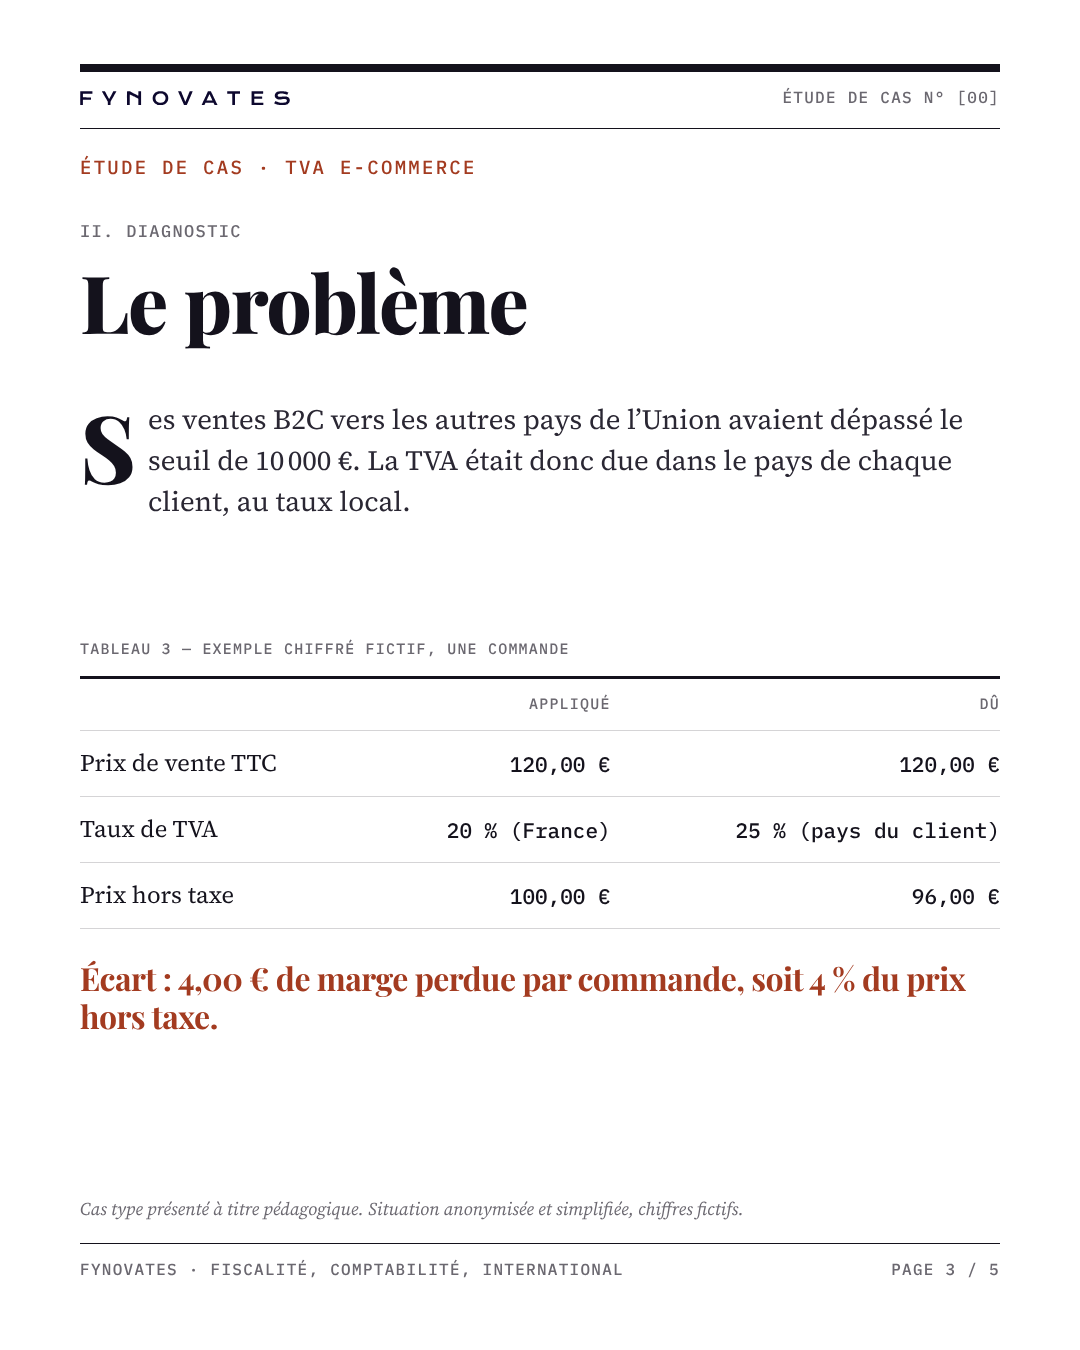 FYNOVATES
ÉTUDE DE CAS N° [00]
ÉTUDE DE CAS · TVA E-COMMERCE
II. DIAGNOSTIC
Le problème
Ses ventes B2C vers les autres pays de l’Union avaient dépassé le
seuil de 10 000 €. La TVA était donc due dans le pays de chaque
client, au taux local.
TABLEAU 3 — EXEMPLE CHIFFRÉ FICTIF, UNE COMMANDE
APPLIQUÉ DÛ
Prix de vente TTC 120,00 € 120,00 €
Taux de TVA 20 % (France) 25 % (pays du client)
Prix hors taxe 100,00 € 96,00 €
Écart : 4,00 € de marge perdue par commande, soit 4 % du prix
hors taxe.
Cas type présenté à titre pédagogique. Situation anonymisée et simplifiée, chiffres fictifs.
FYNOVATES · FISCALITÉ, COMPTABILITÉ, INTERNATIONAL
PAGE 3 / 5